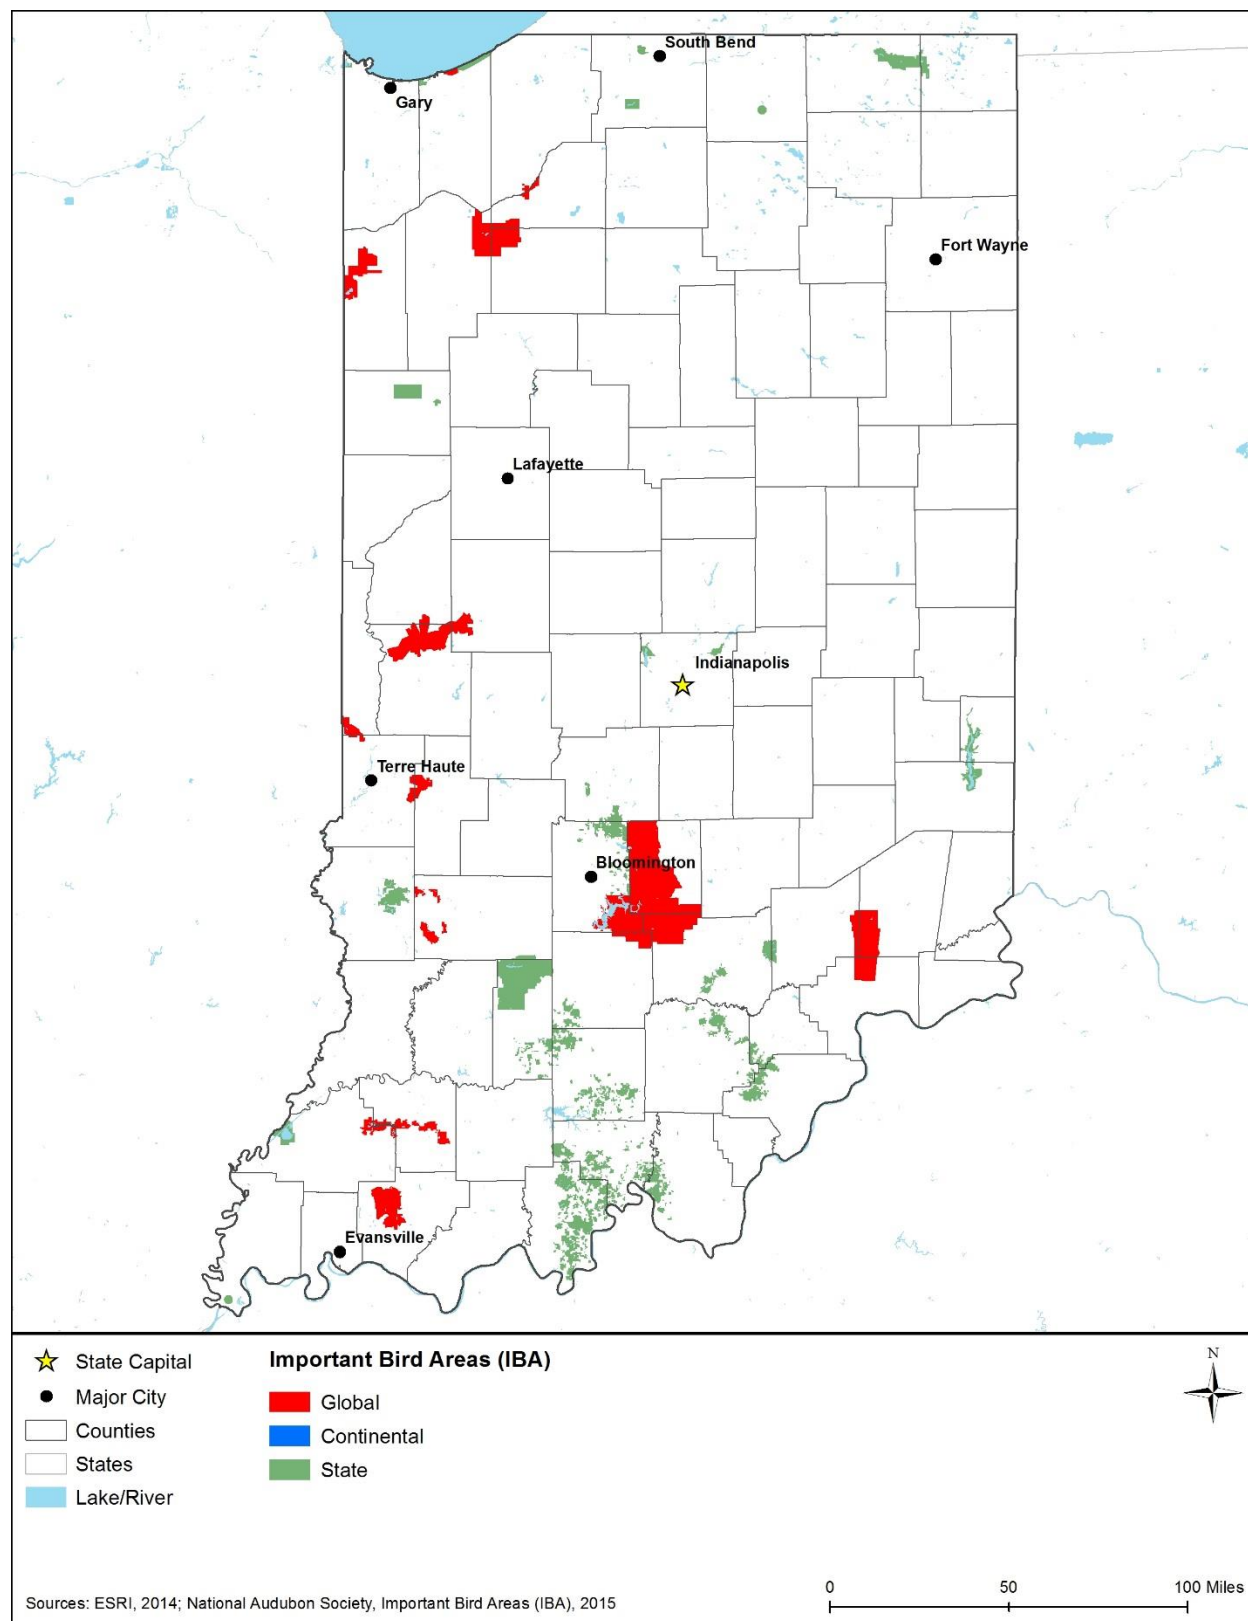 South Bend
Gary
Fort Wayne
Lafayette
Indianapolis
Terre Haute
Bloomington
Evansville
State Capital
Major City
Counties
States
Lake/River
Important Bird Areas (IBA)
Global
Continental
State
N
0 50 100 Miles
Sources: ESRI, 2014; National Audubon Society, Important Bird Areas (IBA), 2015